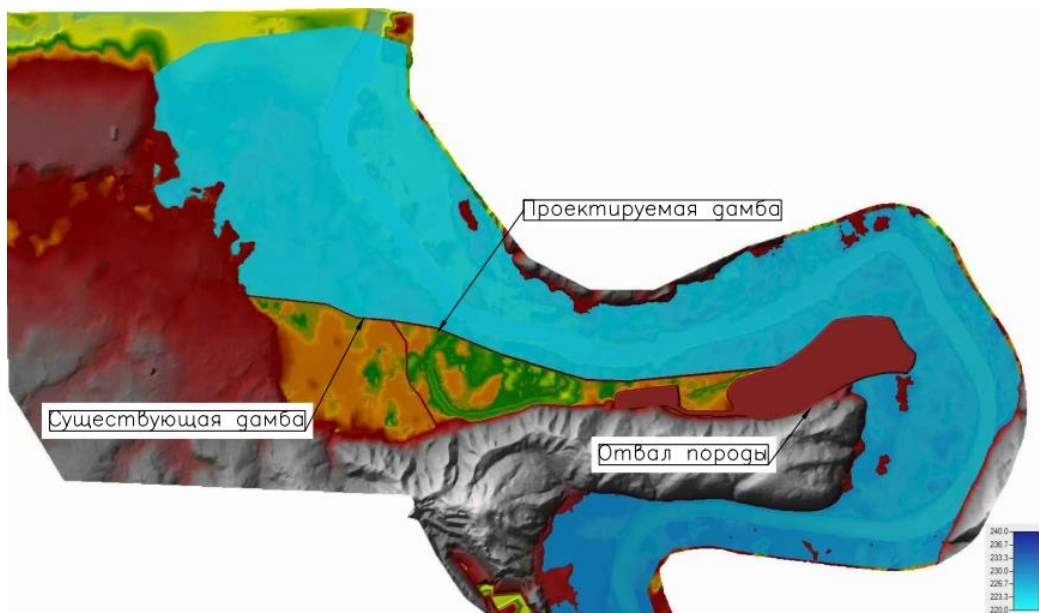 Проектируемая дамба
Существующая дамба
Отвал породы
240.0
236.7
233.3
230.0
226.7
223.3
220.0